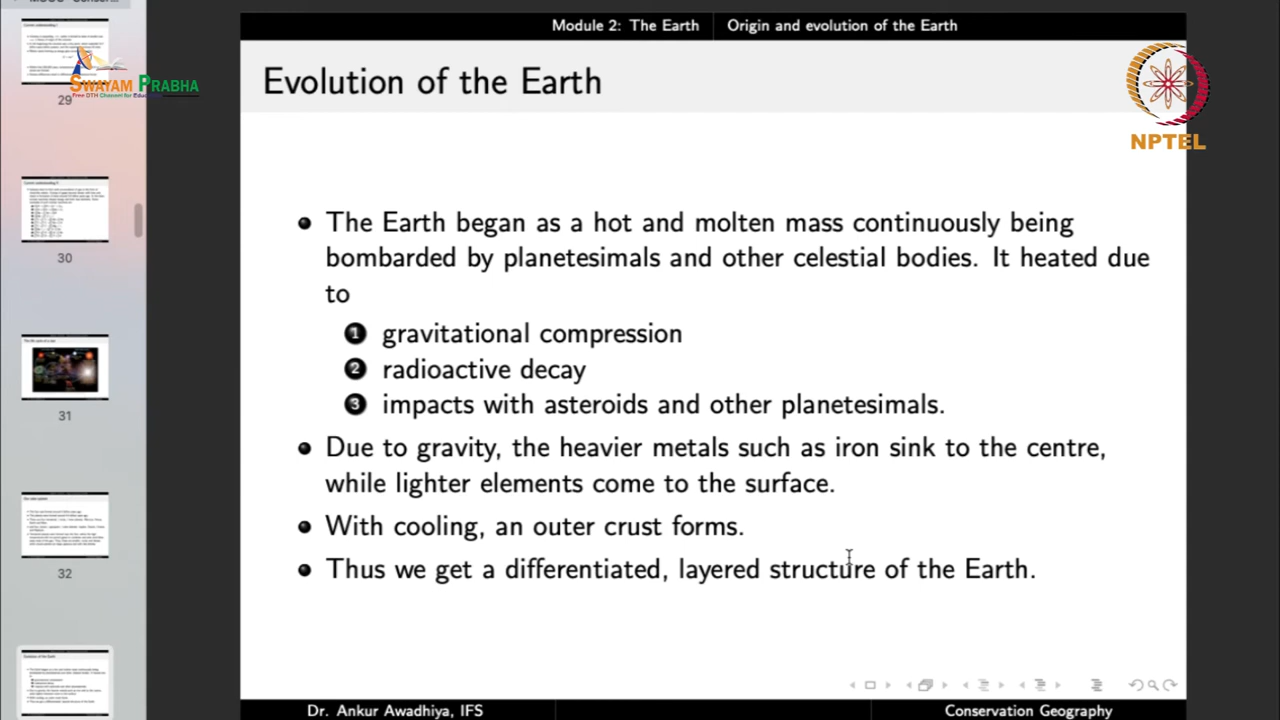 Module 2: The Earth
Origin and evolution of the Earth
SWAYAM PRABHA
Free DTH Channel for
NPTEL
29
30
31
32
Evolution of the Earth
The Earth began as a hot and molten mass continuously being
bombarded by planetesimals and other celestial bodies. It heated due
to
1 gravitational compression
2 radioactive decay
3 impacts with asteroids and other planetesimals.
Due to gravity, the heavier metals such as iron sink to the centre,
while lighter elements come to the surface.
With cooling, an outer crust forms.
Thus we get a differentiated, layered structure of the Earth.
Dr. Ankur Awadhiya, IFS
Conservation Geography